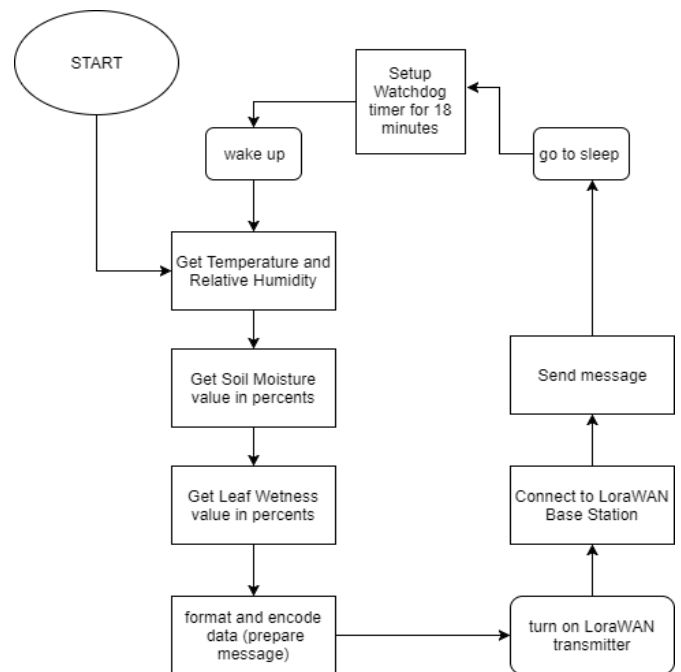 START
Setup
Watchdog
timer for 18
minutes
wake up
go to sleep
Get Temperature and
Relative Humidity
Get Soil Moisture
value in percents
Send message
Get Leaf Wetness
value in percents
Connect to LoraWAN
Base Station
format and encode
data (prepare
message)
turn on LoraWAN
transmitter